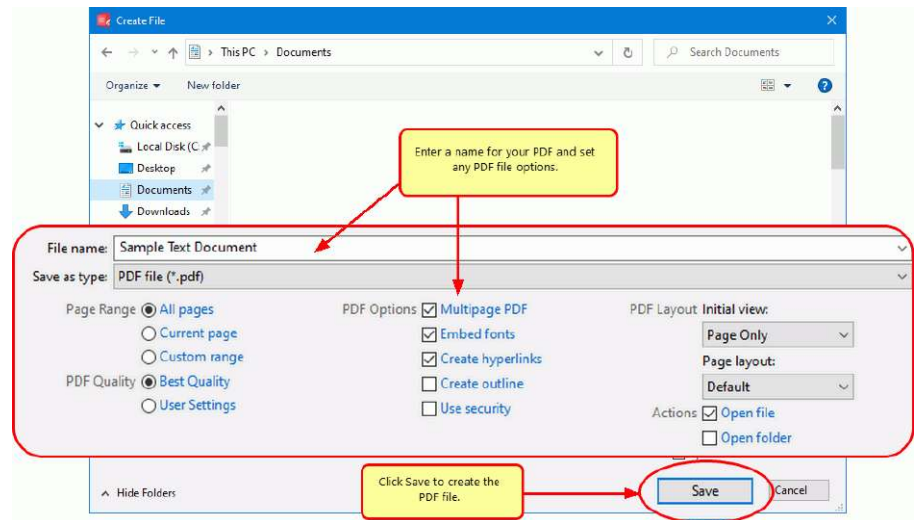 Create File
This PC > Documents
Search Documents
Organize
New folder
Quick access
Local Disk (C
Desktop
Documents
Downloads
Enter a name for your PDF and set
any PDF file options.
File name: Sample Text Document
Save as type: PDF file (*.pdf)
Page Range All pages
Current page
Custom range
PDF Quality Best Quality
User Settings
PDF Options Multipage PDF
Embed fonts
Create hyperlinks
Create outline
Use security
PDF Layout Initial view:
Page Only
Page layout:
Default
Actions Open file
Open folder
Hide Folders
Click Save to create the
PDF file.
Save
Cancel